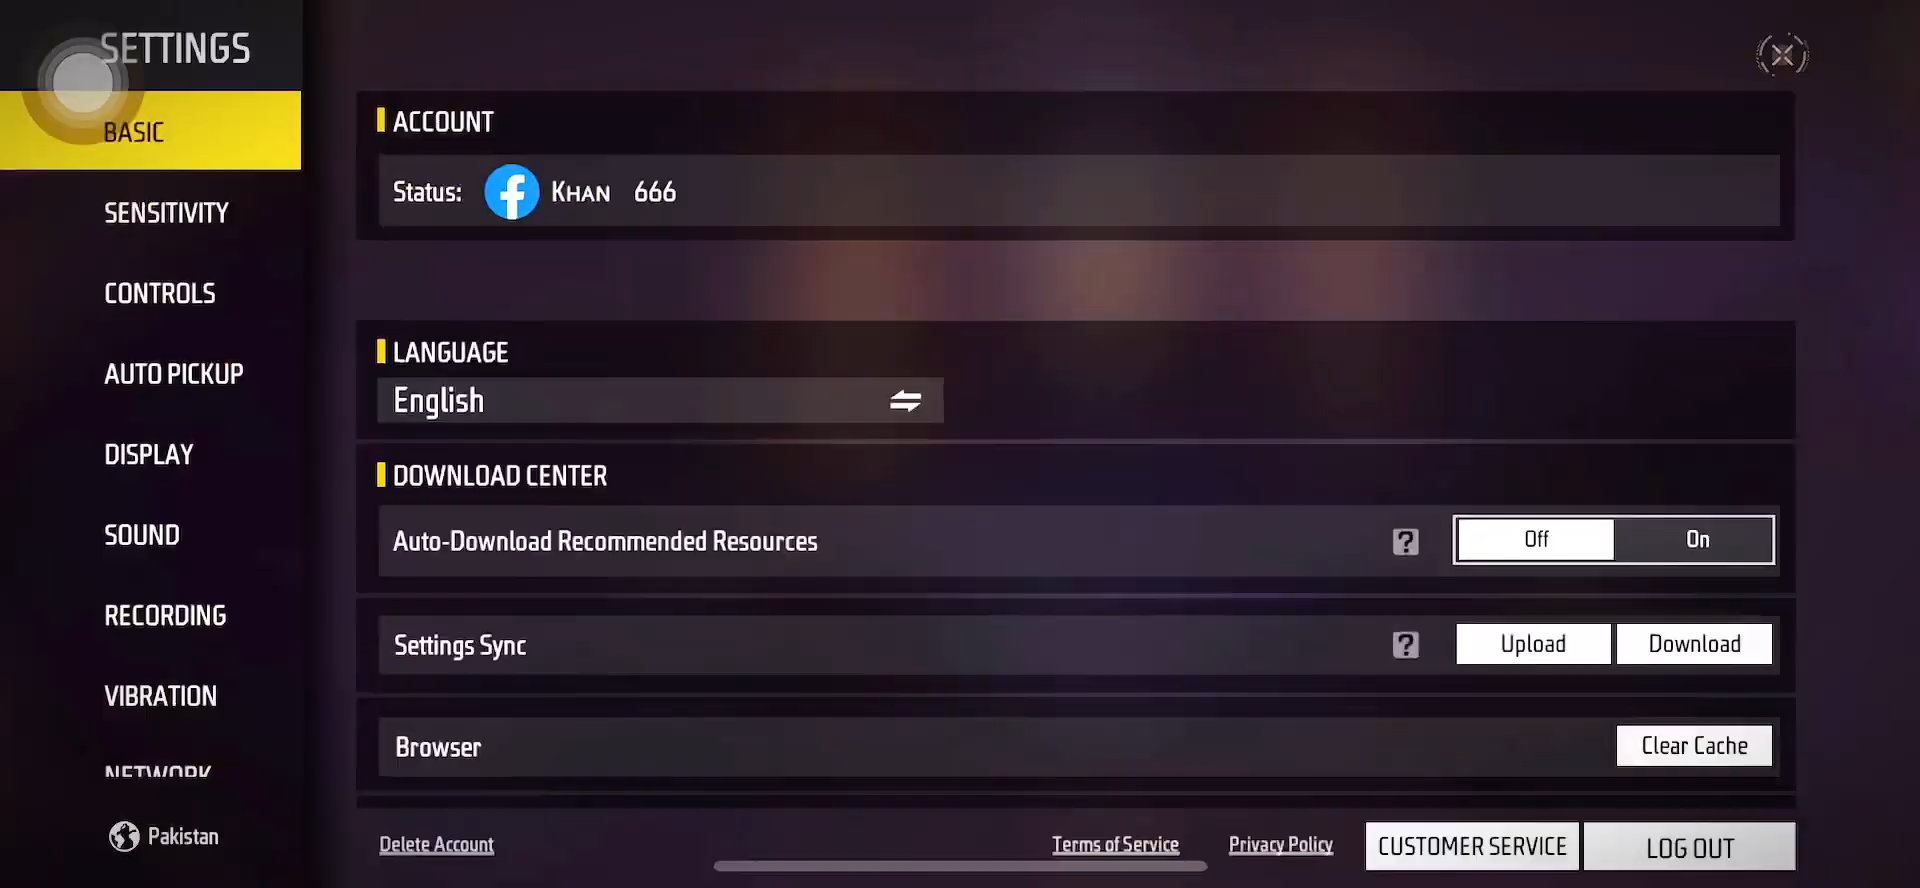 SETTINGS
BASIC
SENSITIVITY
CONTROLS
AUTO PICKUP
DISPLAY
SOUND
RECORDING
VIBRATION
NETWORK
Pakistan
ACCOUNT
Status: Khan 666
LANGUAGE
English
DOWNLOAD CENTER
Auto-Download Recommended Resources ? Off On
Settings Sync ? Upload Download
Browser Clear Cache
Delete Account Terms of Service Privacy Policy CUSTOMER SERVICE LOG OUT